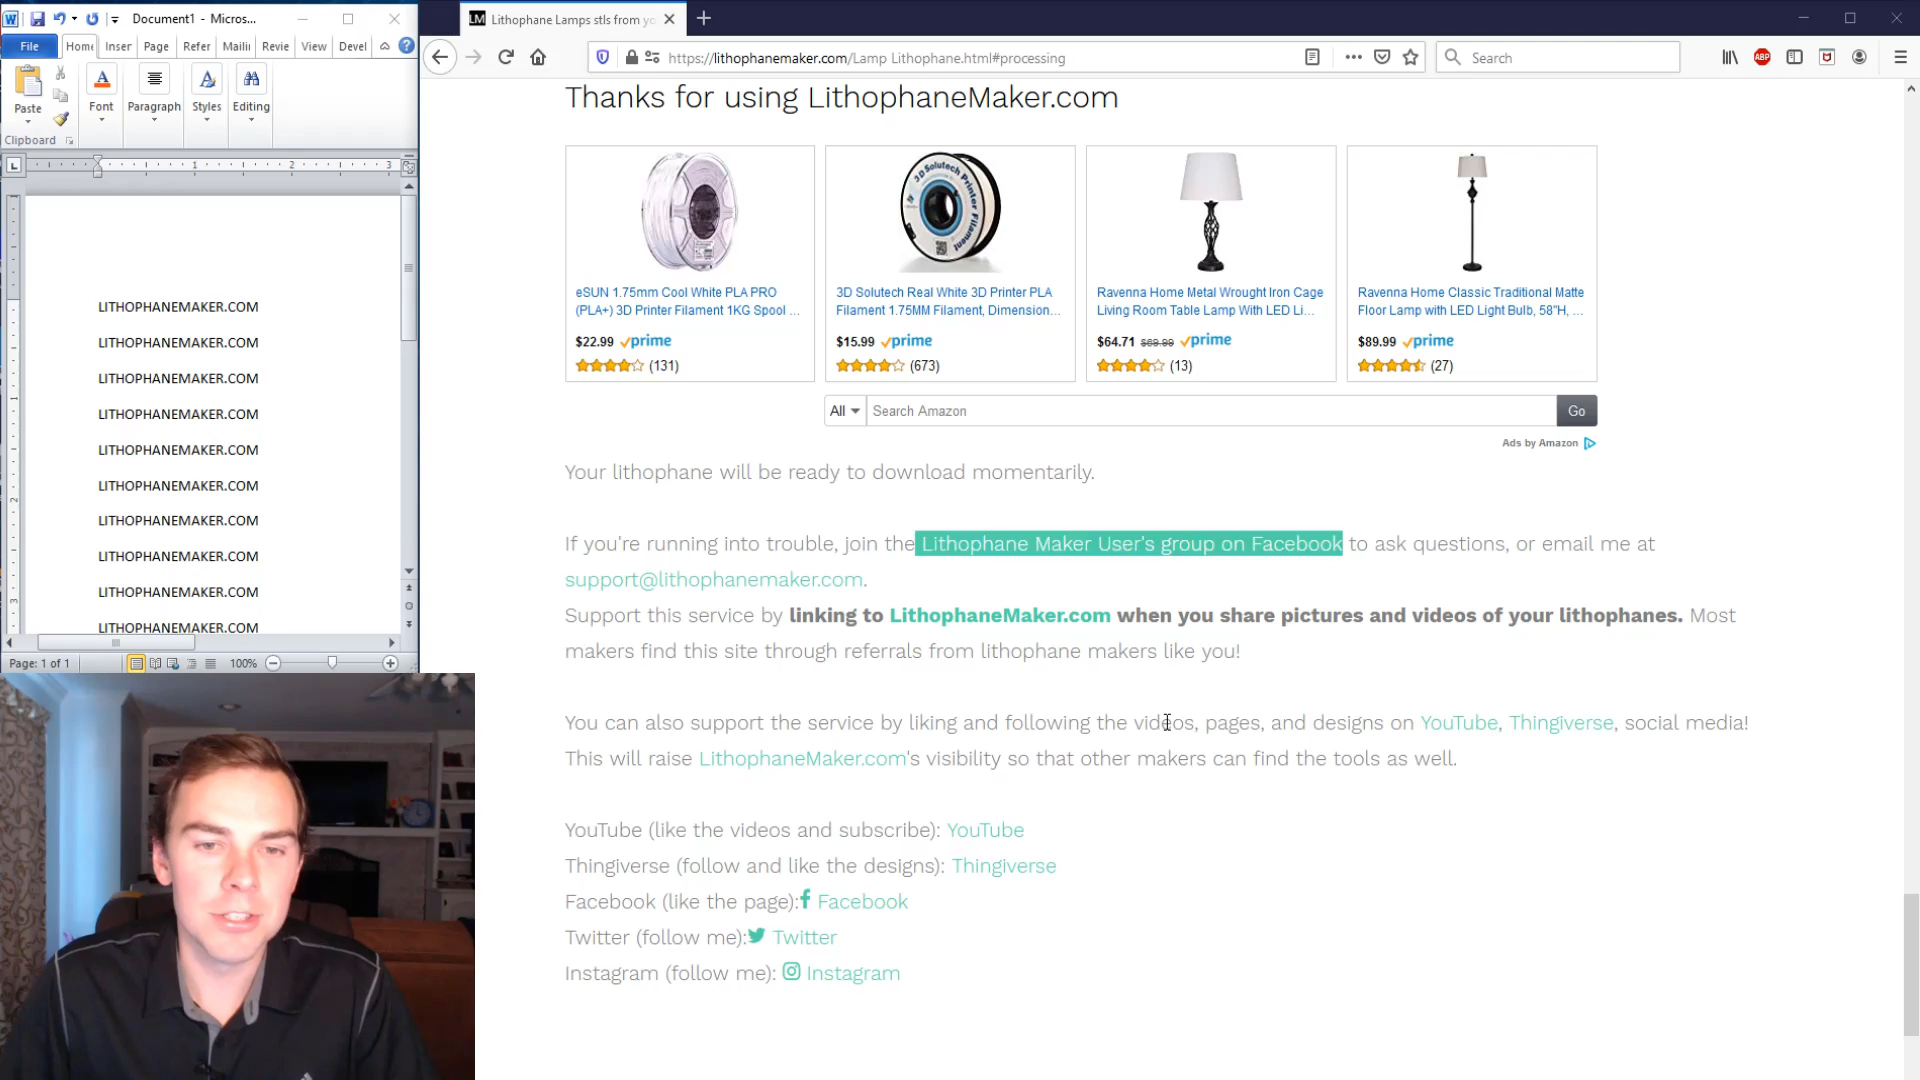 Document1 - Micros...
File Home Inser Page Refer Mailin Revie View Devel
Paste
Font
Paragraph
Styles
Editing
Clipboard
1 2 3
LITHOPHANEMAKER.COM
LITHOPHANEMAKER.COM
LITHOPHANEMAKER.COM
LITHOPHANEMAKER.COM
LITHOPHANEMAKER.COM
LITHOPHANEMAKER.COM
LITHOPHANEMAKER.COM
LITHOPHANEMAKER.COM
LITHOPHANEMAKER.COM
LITHOPHANEMAKER.COM
Page: 1 of 1 100%
LM Lithophane Lamps stls from yo
https://lithophanemaker.com/Lamp Lithophane.html#processing
Search
ABP
Thanks for using LithophaneMaker.com
3D Solutech Printer Filament
eSUN 1.75mm Cool White PLA PRO
(PLA+) 3D Printer Filament 1KG Spool ...
$22.99 prime
(131)
3D Solutech Real White 3D Printer PLA
Filament 1.75MM Filament, Dimension...
$15.99 prime
(673)
Ravenna Home Metal Wrought Iron Cage
Living Room Table Lamp With LED Li...
$64.71 $69.99 prime
(13)
Ravenna Home Classic Traditional Matte
Floor Lamp with LED Light Bulb, 58"H, ...
$89.99 prime
(27)
All Search Amazon Go
Ads by Amazon
Your lithophane will be ready to download momentarily.
If you're running into trouble, join the Lithophane Maker User's group on Facebook to ask questions, or email me at
support@lithophanemaker.com.
Support this service by linking to LithophaneMaker.com when you share pictures and videos of your lithophanes. Most
makers find this site through referrals from lithophane makers like you!
You can also support the service by liking and following the videos, pages, and designs on YouTube, Thingiverse, social media!
This will raise LithophaneMaker.com's visibility so that other makers can find the tools as well.
YouTube (like the videos and subscribe): YouTube
Thingiverse (follow and like the designs): Thingiverse
Facebook (like the page): Facebook
Twitter (follow me): Twitter
Instagram (follow me): Instagram